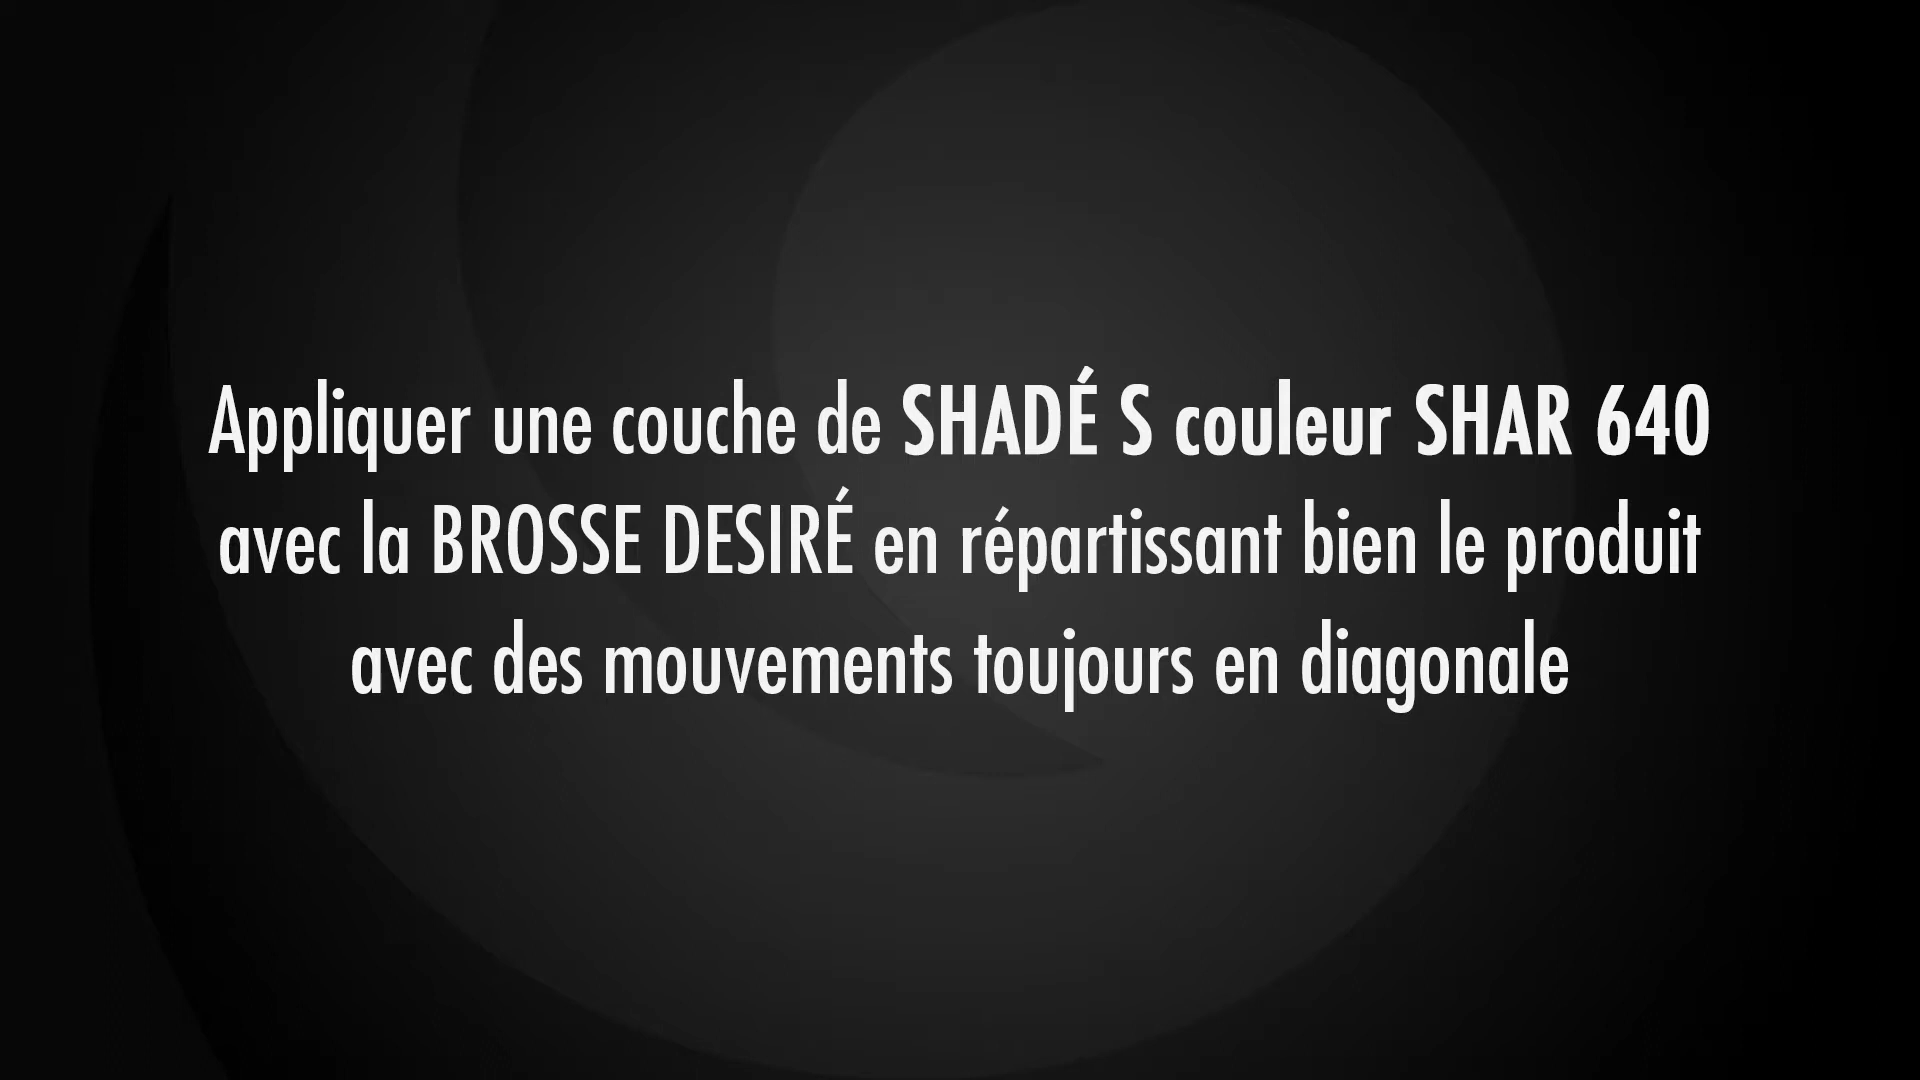 Appliquer une couche de SHADÉ S couleur SHAR 640
avec la BROSSE DESIRÉ en répartissant bien le produit
avec des mouvements toujours en diagonale